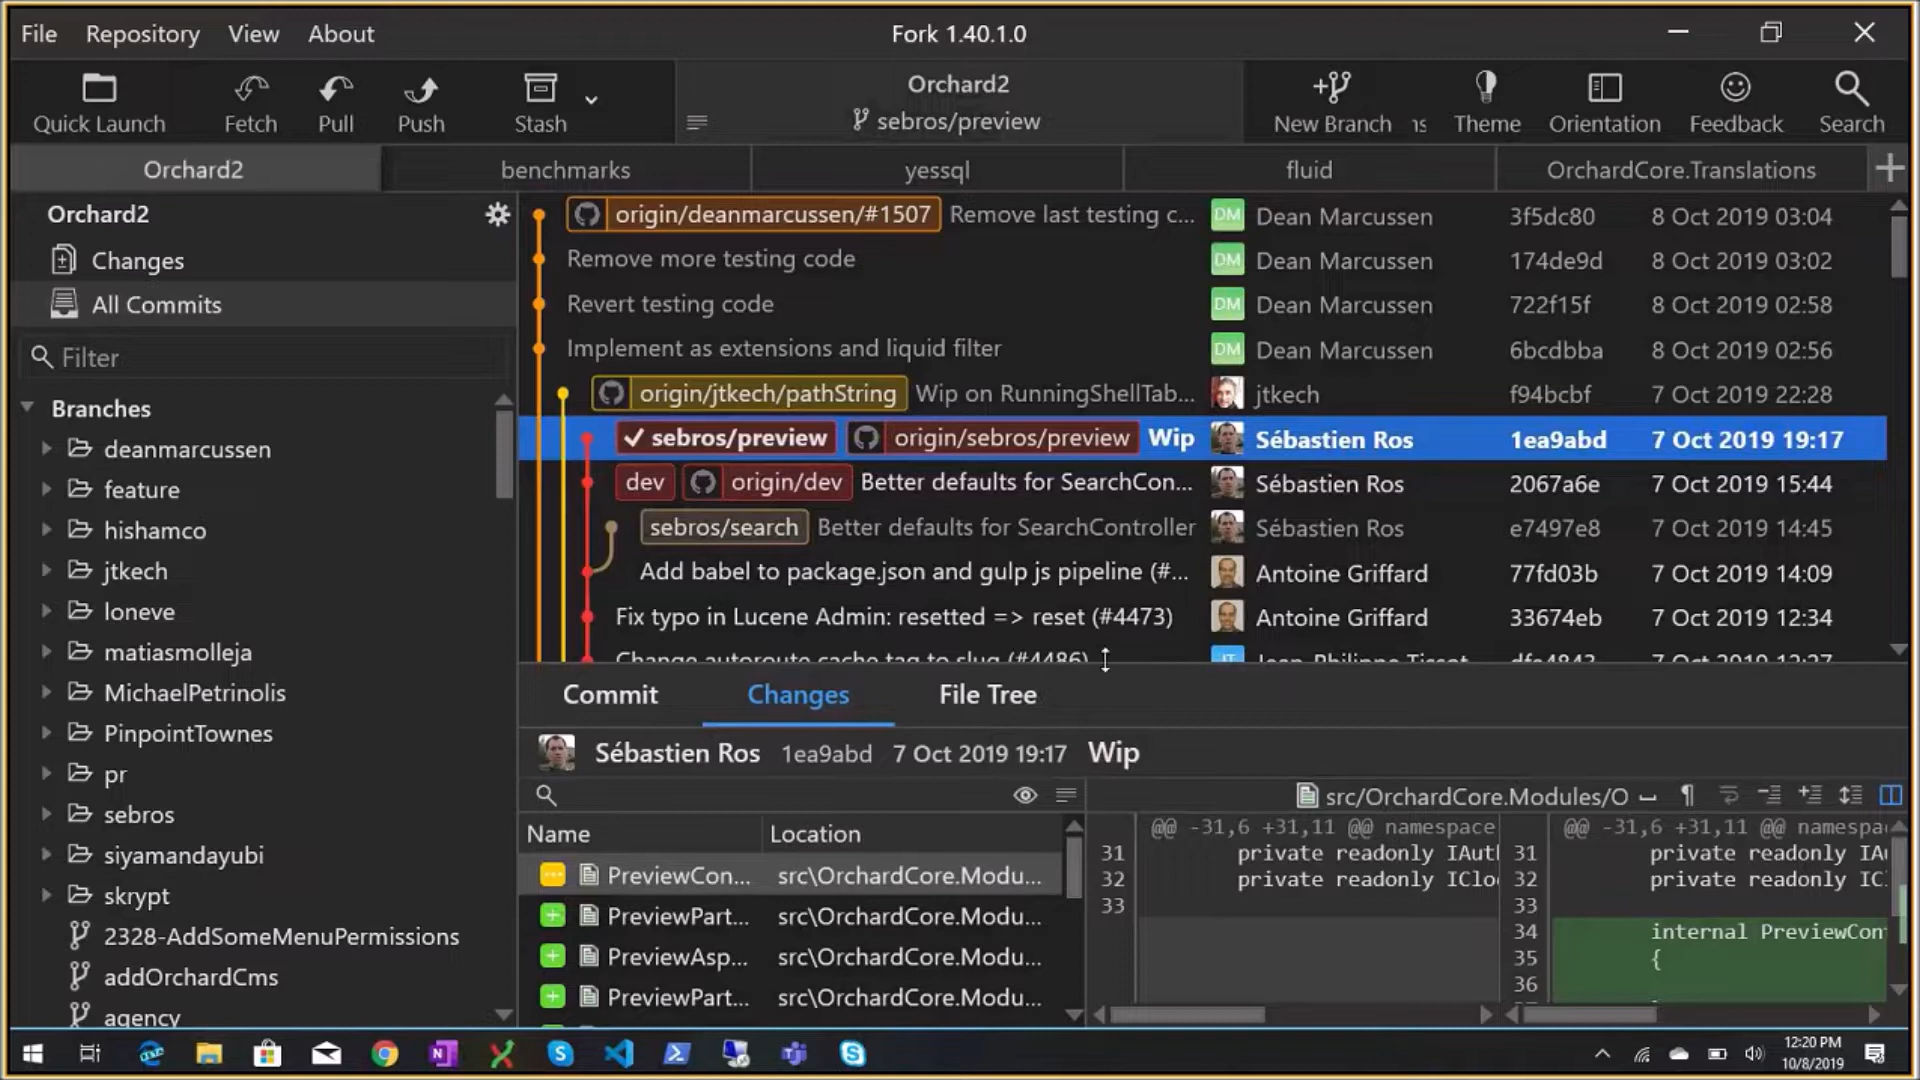 File Repository View About Fork 1.40.1.0
Quick Launch Fetch Pull Push Stash
Orchard2
sebros/preview
New Branch Theme Orientation Feedback Search
Orchard2 benchmarks yessql fluid OrchardCore.Translations
Orchard2
Changes
All Commits
Filter
Branches
deanmarcussen
feature
hishamco
jtkech
loneve
matiasmolleja
MichaelPetrinolis
PinpointTownes
pr
sebros
siyamandayubi
skrypt
2328-AddSomeMenuPermissions
addOrchardCms
agency
origin/deanmarcussen/#1507 Remove last testing c... DM Dean Marcussen 3f5dc80 8 Oct 2019 03:04
Remove more testing code DM Dean Marcussen 174de9d 8 Oct 2019 03:02
Revert testing code DM Dean Marcussen 722f15f 8 Oct 2019 02:58
Implement as extensions and liquid filter DM Dean Marcussen 6bcdbba 8 Oct 2019 02:56
origin/jtkech/pathString Wip on RunningShellTab... jtkech f94bcbf 7 Oct 2019 22:28
sebros/preview origin/sebros/preview Wip Sébastien Ros 1ea9abd 7 Oct 2019 19:17
dev origin/dev Better defaults for SearchCon... Sébastien Ros 2067a6e 7 Oct 2019 15:44
sebros/search Better defaults for SearchController Sébastien Ros e7497e8 7 Oct 2019 14:45
Add babel to package.json and gulp js pipeline (#... Antoine Griffard 77fd03b 7 Oct 2019 14:09
Fix typo in Lucene Admin: resetted => reset (#4473) Antoine Griffard 33674eb 7 Oct 2019 12:34
Change autoroute cache tag to slug (#4486) 7 Oct 2019
Commit Changes File Tree
Sébastien Ros 1ea9abd 7 Oct 2019 19:17 Wip
src/OrchardCore.Modules/O
Name Location
PreviewCon... src\OrchardCore.Modu...
PreviewPart... src\OrchardCore.Modu...
PreviewAsp... src\OrchardCore.Modu...
PreviewPart... src\OrchardCore.Modu...
@@ -31,6 +31,11 @@ namespace
31 private readonly IAut
32 private readonly IClo
33
@@ -31,6 +31,11 @@ namespa
31 private readonly IA
32 private readonly IC
33
34 internal PreviewCon
35 {
36
12:20 PM
10/8/2019